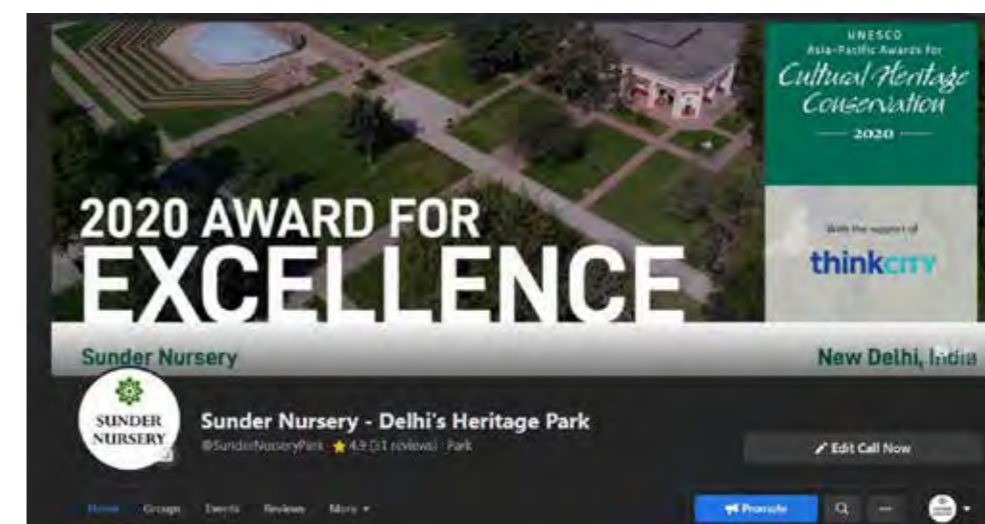 UNESCO
Asia-Pacific Awards for
Cultural Heritage
Conservation
2020
2020 AWARD FOR
EXCELLENCE
With the support of
thinkcity
Sunder Nursery
New Delhi, India
SUNDER
NURSERY
Sunder Nursery - Delhi's Heritage Park
@SunderNurseryPark 4.9 (31 reviews) · Park
Edit Call Now
Home Groups Events Reviews More
Promote